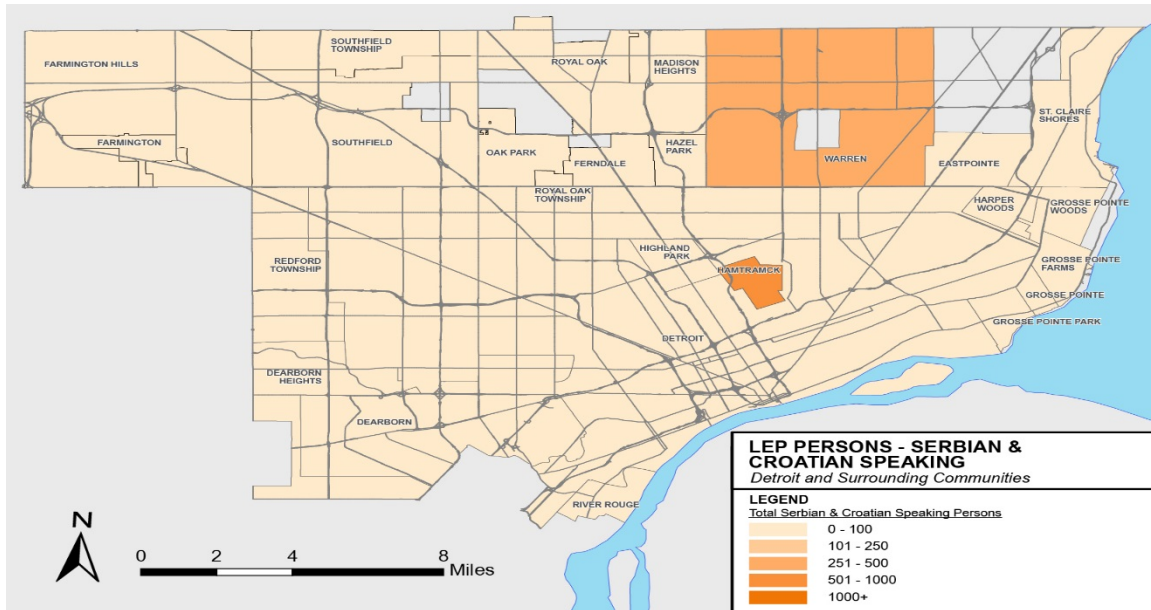 SOUTHFIELD
TOWNSHIP
ROYAL OAK
MADISON
HEIGHTS
FARMINGTON HILLS
ST. CLAIRE
SHORES
FARMINGTON
SOUTHFIELD
OAK PARK
FERNDALE
HAZEL
PARK
WARREN
EASTPOINTE
ROYAL OAK
TOWNSHIP
HARPER
WOODS
GROSSE POINTE
WOODS
HIGHLAND
PARK
REDFORD
TOWNSHIP
HAMTRAMCK
GROSSE POINTE
FARMS
GROSSE POINTE
GROSSE POINTE PARK
DETROIT
DEARBORN
HEIGHTS
DEARBORN
RIVER ROUGE
N
0 2 4 8
Miles
LEP PERSONS - SERBIAN &
CROATIAN SPEAKING
Detroit and Surrounding Communities
LEGEND
Total Serbian & Croatian Speaking Persons
0 - 100
101 - 250
251 - 500
501 - 1000
1000+